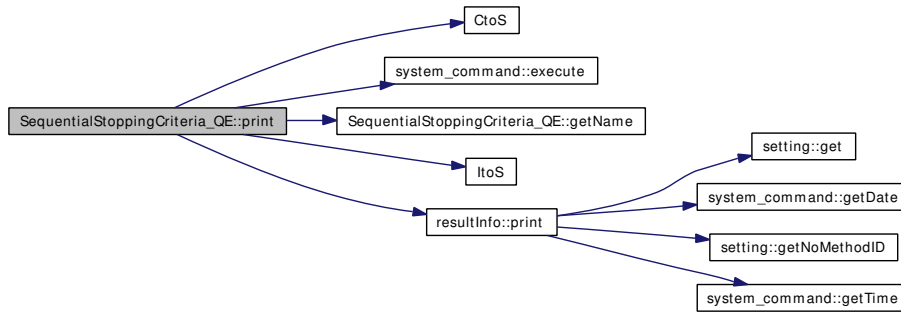 CtoS
system_command::execute
SequentialStoppingCriteria_QE::print
SequentialStoppingCriteria_QE::getName
ItoS
resultInfo::print
setting::get
system_command::getDate
setting::getNoMethodID
system_command::getTime